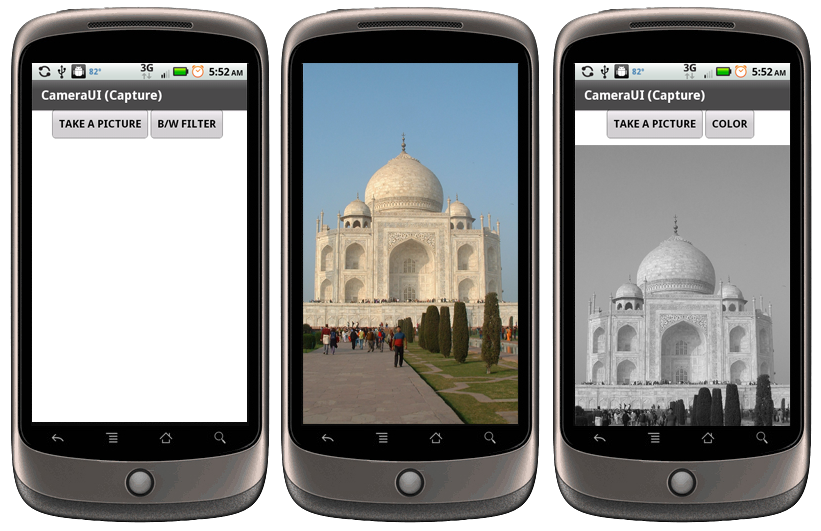 82° 3G 5:52 AM
CameraUI (Capture)
TAKE A PICTURE B/W FILTER
82° 3G 5:52 AM
CameraUI (Capture)
TAKE A PICTURE COLOR